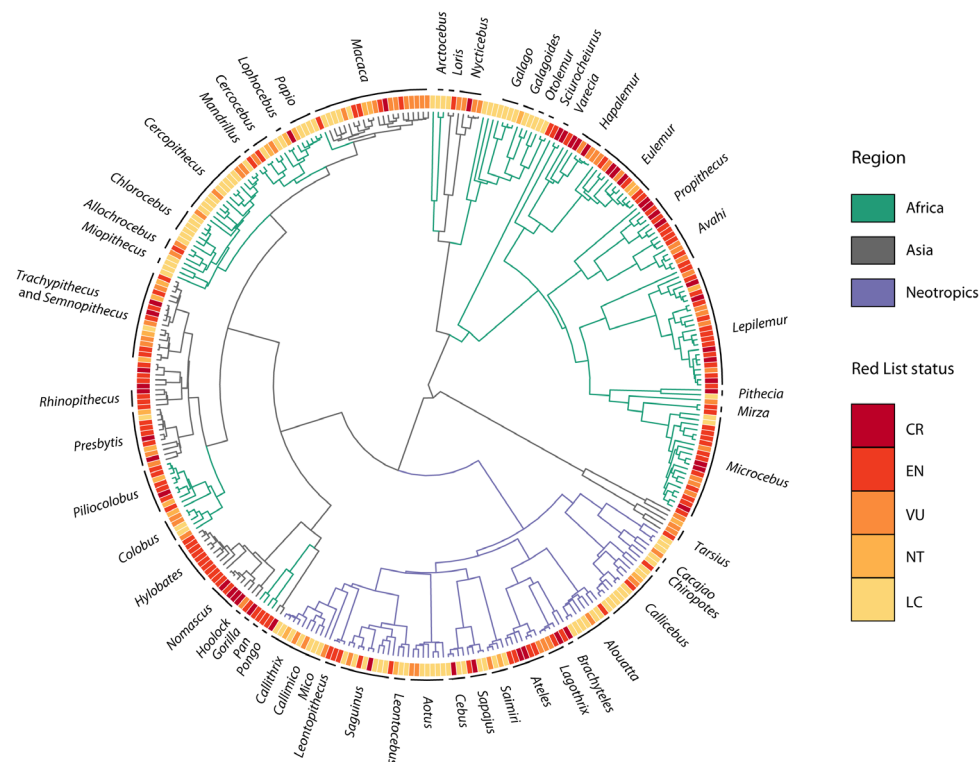 Macaca
Arctocebus
Loris
Nycticebus
Galago
Galagoides
Otolemur
Sciurocheirus
Varecia
Hapalemur
Eulemur
Propithecus
Avahi
Lepilemur
Pithecia
Mirza
Microcebus
Tarsius
Cacajao
Chiropotes
Callicebus
Alouatta
Brachyteles
Lagothrix
Ateles
Saimiri
Sapajus
Cebus
Aotus
Leontocebus
Saguinus
Leontopithecus
Mico
Callimico
Callithrix
Pongo
Pan
Gorilla
Hoolock
Nomascus
Hylobates
Colobus
Piliocolobus
Presbytis
Rhinopithecus
Trachypithecus
and Semnopithecus
Miopithecus
Allochrocebus
Chlorocebus
Cercopithecus
Mandrillus
Cercocebus
Lophocebus
Papio
Region
Africa
Asia
Neotropics
Red List status
CR
EN
VU
NT
LC